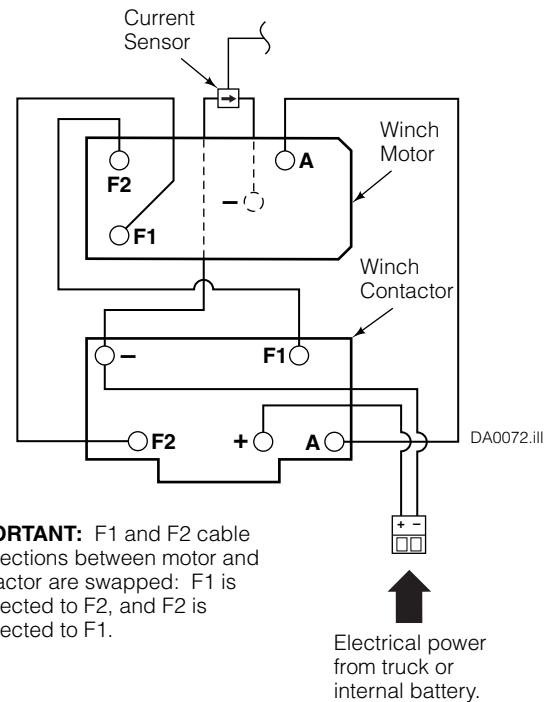 Current
Sensor
Winch
Motor
F2
A
–
F1
Winch
Contactor
–
F1
F2
+
A
DA0072.ill
+ –
ORTANT: F1 and F2 cable
ections between motor and
actor are swapped: F1 is
ected to F2, and F2 is
ected to F1.
Electrical power
from truck or
internal battery.